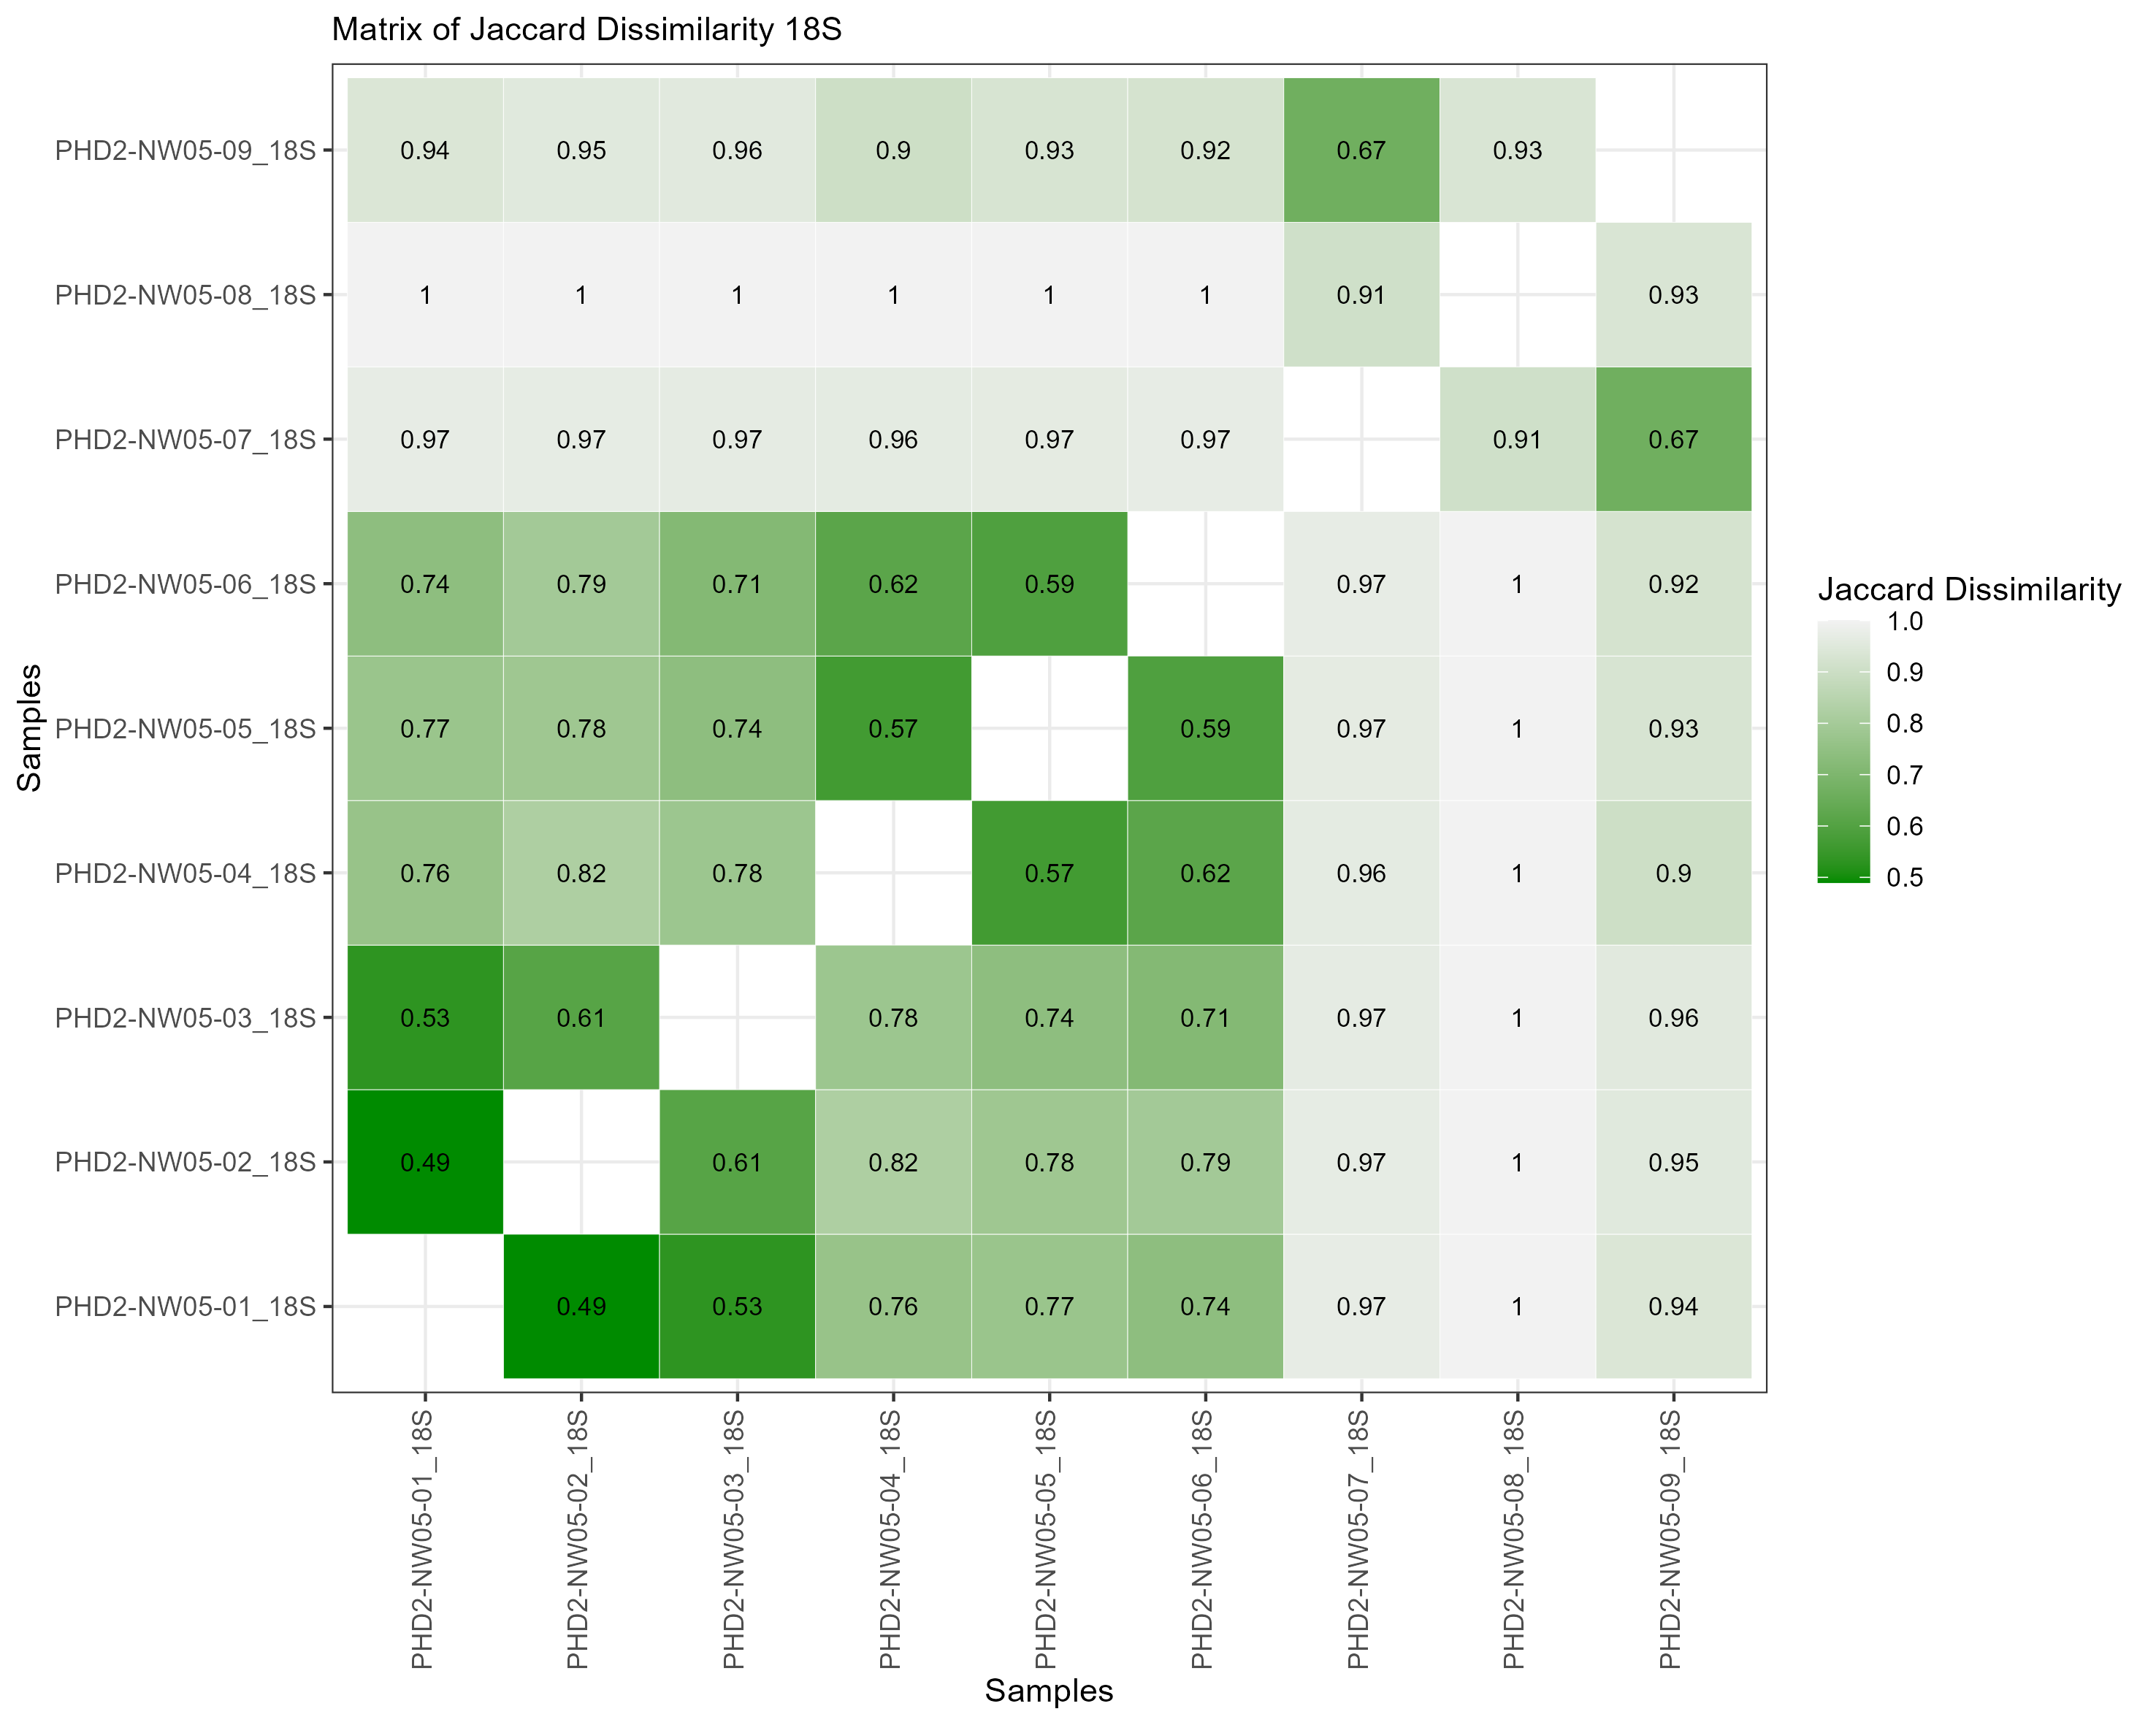 Matrix of Jaccard Dissimilarity 18S
PHD2-NW05-09_18S 0.94 0.95 0.96 0.9 0.93 0.92 0.67 0.93
PHD2-NW05-08_18S 1 1 1 1 1 1 0.91 0.93
PHD2-NW05-07_18S 0.97 0.97 0.97 0.96 0.97 0.97 0.91 0.67
PHD2-NW05-06_18S 0.74 0.79 0.71 0.62 0.59 0.97 1 0.92
PHD2-NW05-05_18S 0.77 0.78 0.74 0.57 0.59 0.97 1 0.93
PHD2-NW05-04_18S 0.76 0.82 0.78 0.57 0.62 0.96 1 0.9
PHD2-NW05-03_18S 0.53 0.61 0.78 0.74 0.71 0.97 1 0.96
PHD2-NW05-02_18S 0.49 0.61 0.82 0.78 0.79 0.97 1 0.95
PHD2-NW05-01_18S 0.49 0.53 0.76 0.77 0.74 0.97 1 0.94
Samples
PHD2-NW05-01_18S
PHD2-NW05-02_18S
PHD2-NW05-03_18S
PHD2-NW05-04_18S
PHD2-NW05-05_18S
PHD2-NW05-06_18S
PHD2-NW05-07_18S
PHD2-NW05-08_18S
PHD2-NW05-09_18S
Samples
Jaccard Dissimilarity
1.0
0.9
0.8
0.7
0.6
0.5